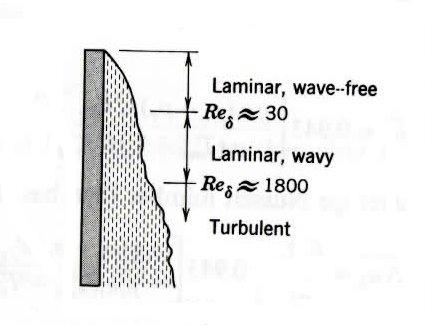 Laminar, wave--free
Re_δ ≈ 30
Laminar, wavy
Re_δ ≈ 1800
Turbulent